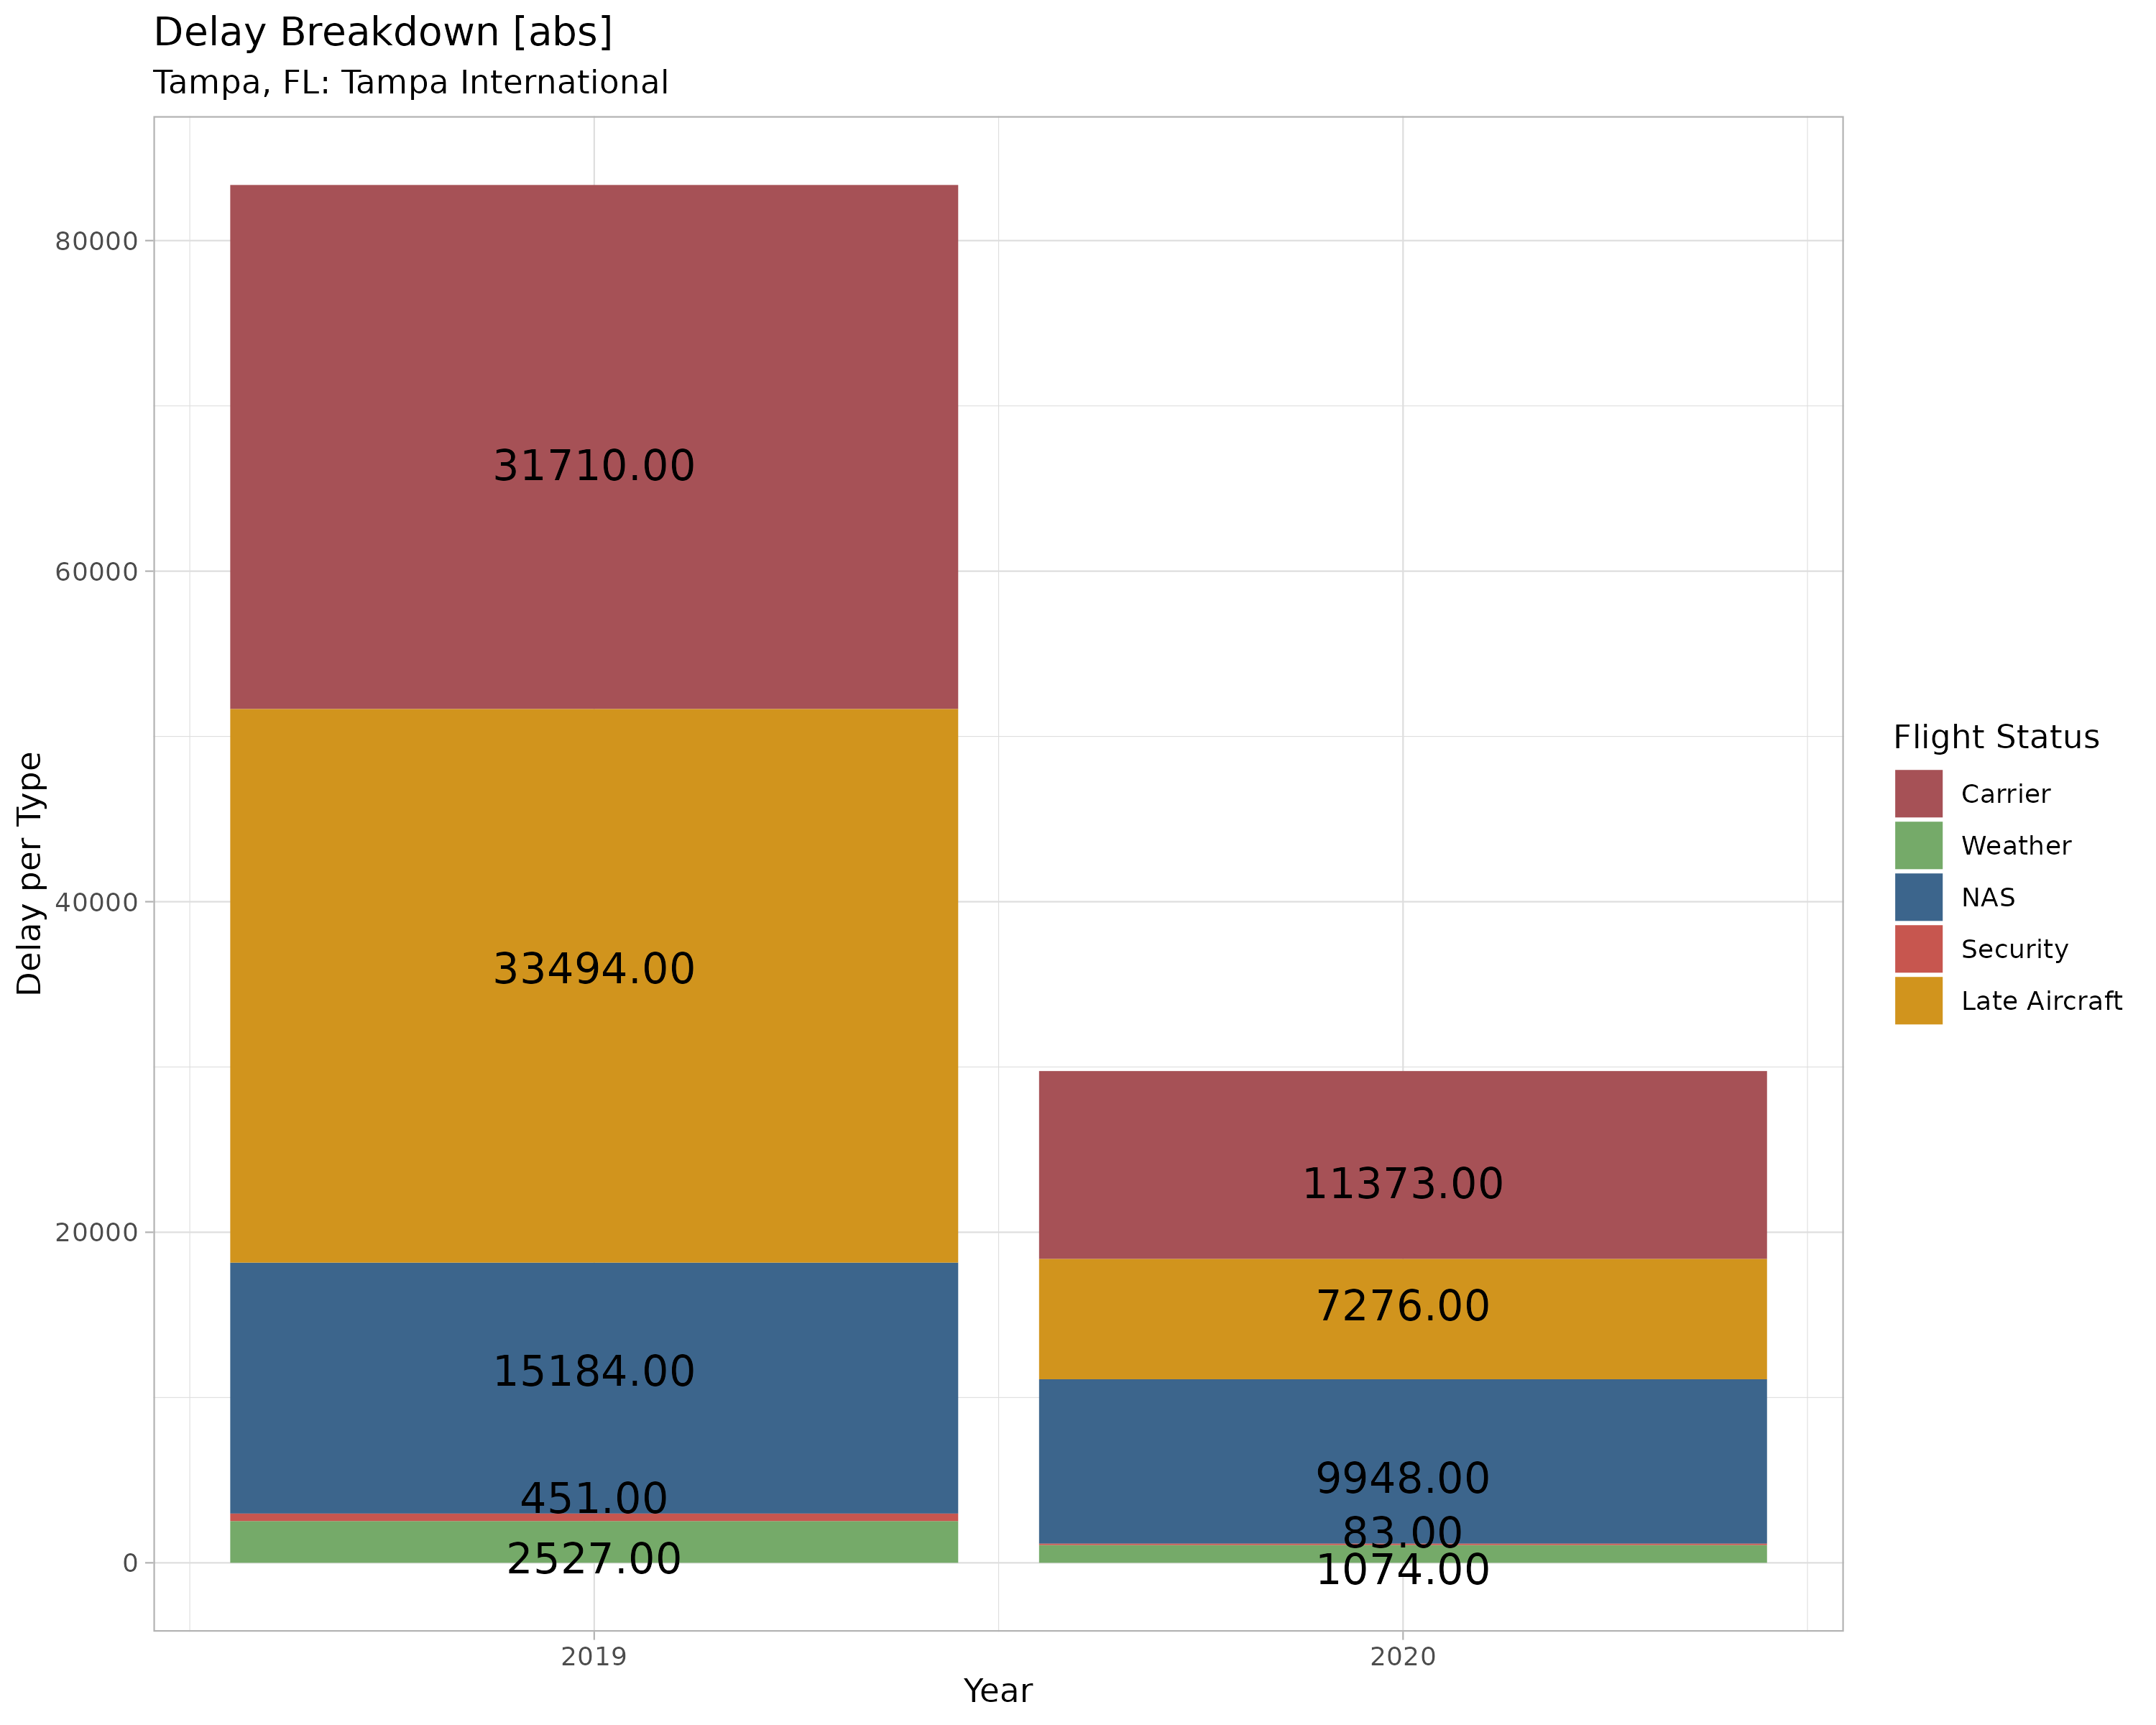 Delay Breakdown [abs]
Tampa, FL: Tampa International
Delay per Type
80000
60000
40000
20000
0
31710.00
33494.00
15184.00
451.00
2527.00
11373.00
7276.00
9948.00
83.00
1074.00
2019
2020
Year
Flight Status
Carrier
Weather
NAS
Security
Late Aircraft